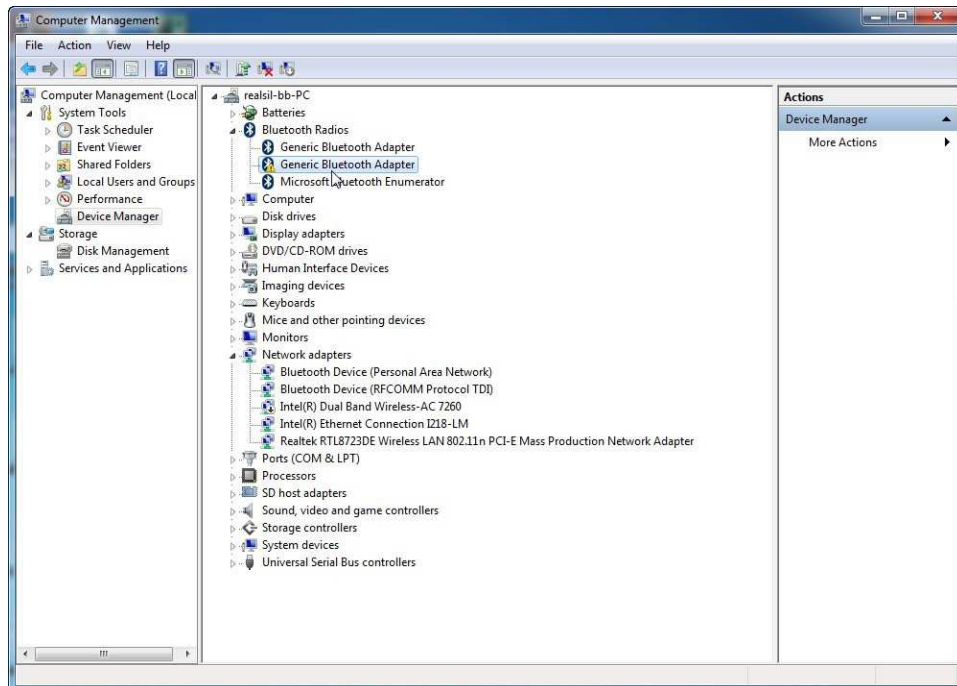 Computer Management
File Action View Help
Computer Management (Local
System Tools
Task Scheduler
Event Viewer
Shared Folders
Local Users and Groups
Performance
Device Manager
Storage
Disk Management
Services and Applications
realsil-bb-PC
Batteries
Bluetooth Radios
Generic Bluetooth Adapter
Generic Bluetooth Adapter
Microsoft Bluetooth Enumerator
Computer
Disk drives
Display adapters
DVD/CD-ROM drives
Human Interface Devices
Imaging devices
Keyboards
Mice and other pointing devices
Monitors
Network adapters
Bluetooth Device (Personal Area Network)
Bluetooth Device (RFCOMM Protocol TDI)
Intel(R) Dual Band Wireless-AC 7260
Intel(R) Ethernet Connection I218-LM
Realtek RTL8723DE Wireless LAN 802.11n PCI-E Mass Production Network Adapter
Ports (COM & LPT)
Processors
SD host adapters
Sound, video and game controllers
Storage controllers
System devices
Universal Serial Bus controllers
Actions
Device Manager
More Actions